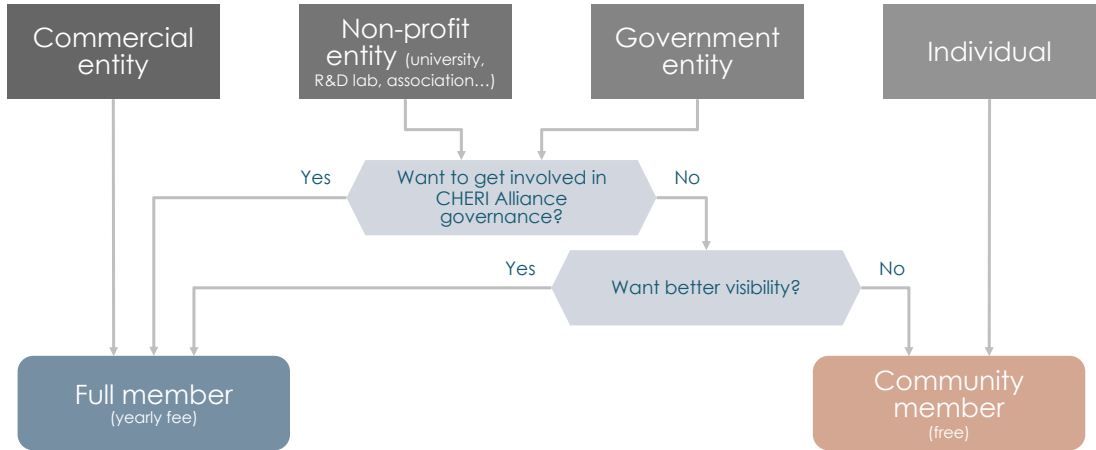 Commercial
entity
Non-profit
entity (university,
R&D lab, association...)
Government
entity
Individual
Yes
Want to get involved in
CHERI Alliance
governance?
No
Yes
Want better visibility?
No
Full member
(yearly fee)
Community
member
(free)